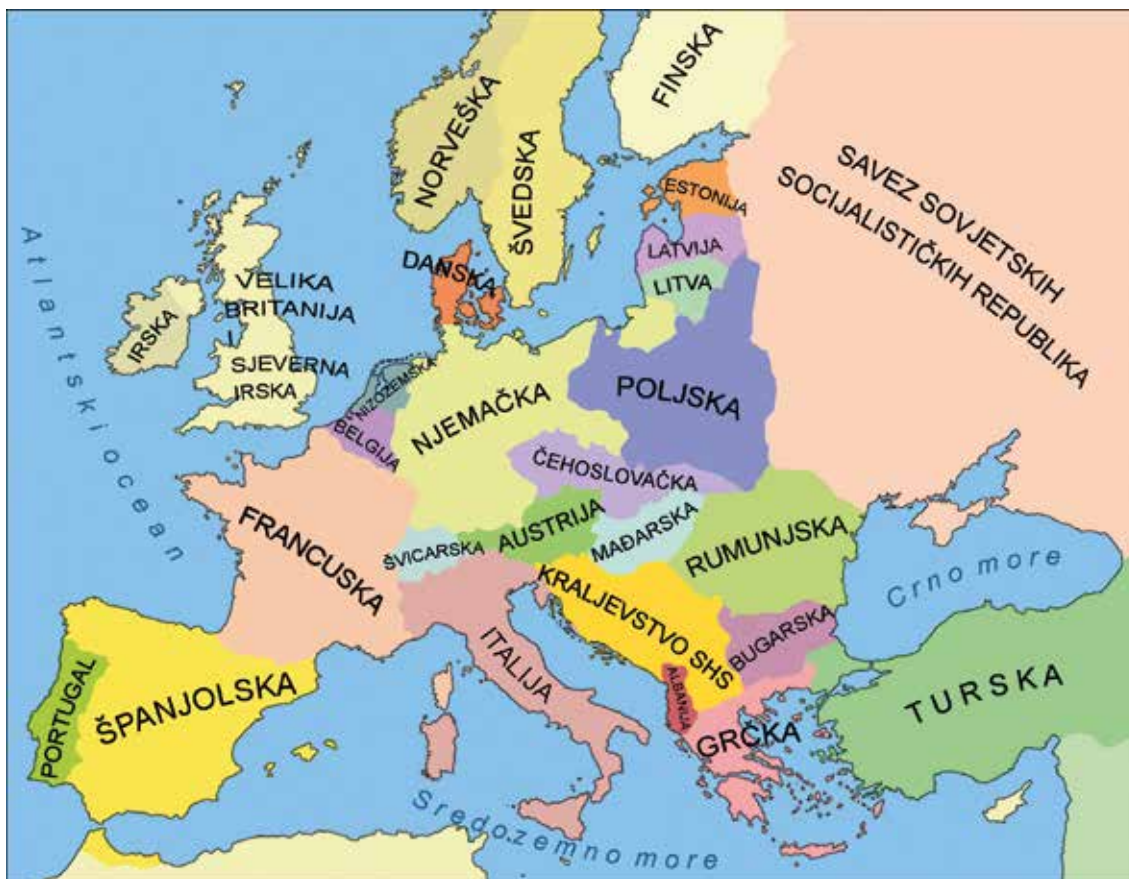 FINSKA
NORVEŠKA
ŠVEDSKA
SAVEZ SOVJETSKIH
SOCIJALISTIČKIH REPUBLIKA
ESTONIJA
LATVIJA
LITVA
DANSKA
Atlantski ocean
IRSKA
VELIKA
BRITANIJA
I
SJEVERNA
IRSKA
NIZOZEMSKA
BELGIJA
NJEMAČKA
POLJSKA
ČEHOSLOVAČKA
FRANCUSKA
ŠVICARSKA
AUSTRIJA
MAĐARSKA
RUMUNJSKA
Crno more
KRALJEVSTVO SHS
ITALIJA
BUGARSKA
ALBANIJA
GRČKA
TURSKA
PORTUGAL
ŠPANJOLSKA
Sredozemno more